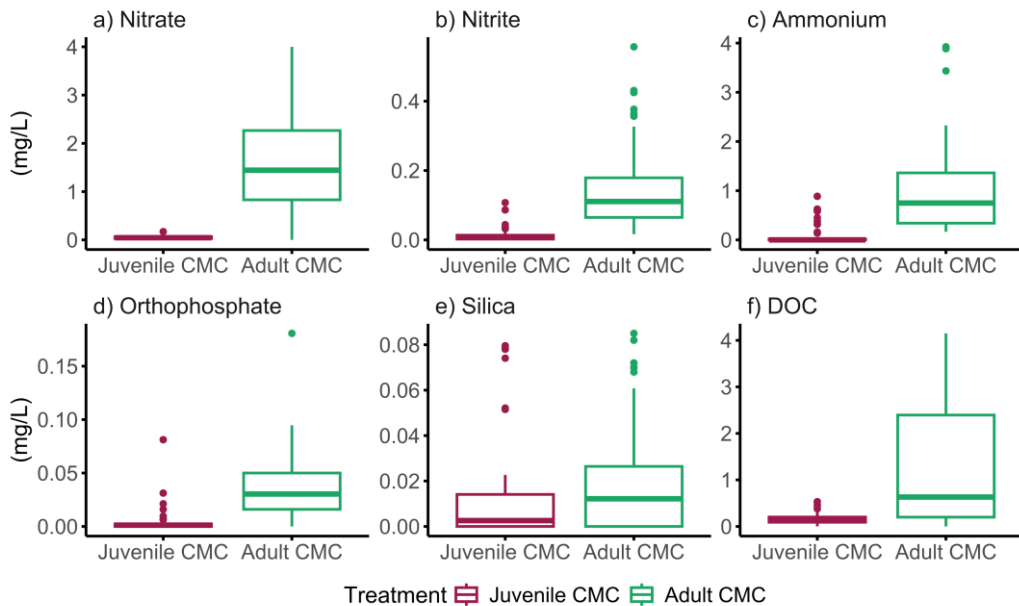 a) Nitrate
b) Nitrite
c) Ammonium
(mg/L)
4
3
2
1
0
0.4
0.2
0.0
4
3
2
1
0
Juvenile CMC Adult CMC
Juvenile CMC Adult CMC
Juvenile CMC Adult CMC
d) Orthophosphate
e) Silica
f) DOC
(mg/L)
0.15
0.10
0.05
0.00
0.08
0.06
0.04
0.02
0.00
4
3
2
1
0
Juvenile CMC Adult CMC
Juvenile CMC Adult CMC
Juvenile CMC Adult CMC
Treatment Juvenile CMC Adult CMC